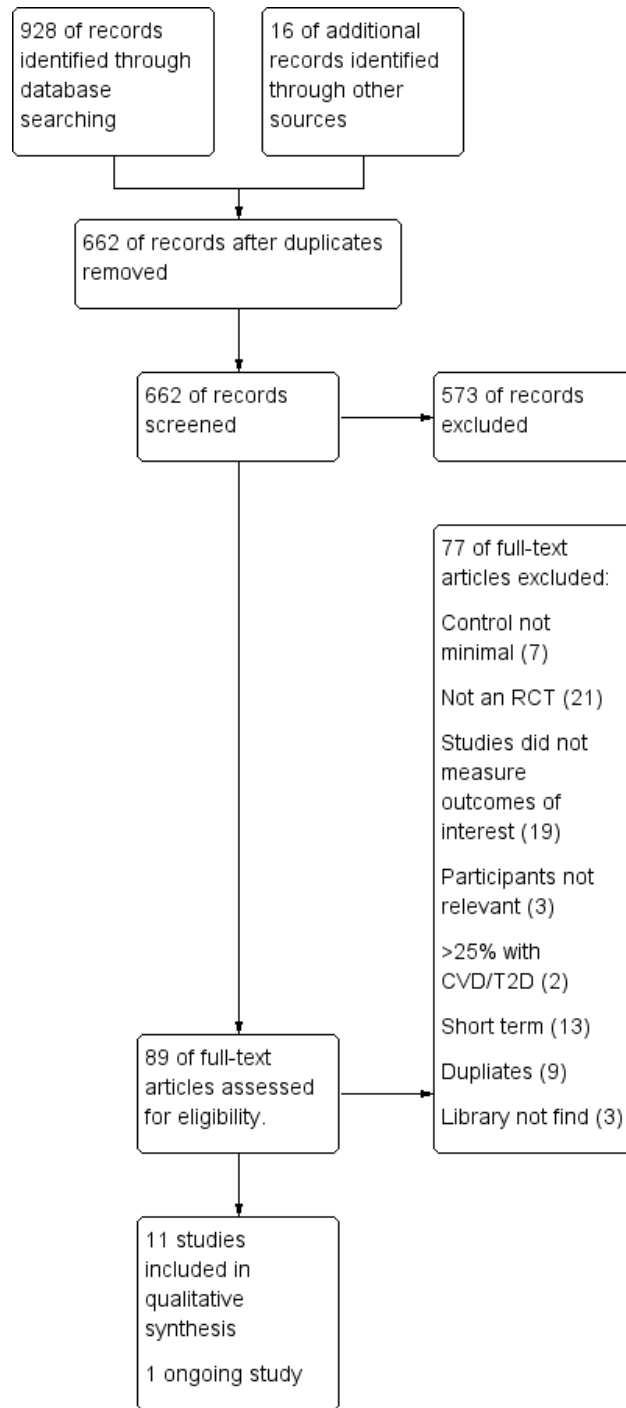 928 of records
identified through
database
searching
16 of additional
records identified
through other
sources
662 of records after duplicates
removed
662 of records
screened
573 of records
excluded
77 of full-text
articles excluded:
Control not
minimal (7)
Not an RCT (21)
Studies did not
measure
outcomes of
interest (19)
Participants not
relevant (3)
>25% with
CVD/T2D (2)
Short term (13)
Dupliates (9)
Library not find (3)
89 of full-text
articles assessed
for eligibility.
11 studies
included in
qualitative
synthesis
1 ongoing study